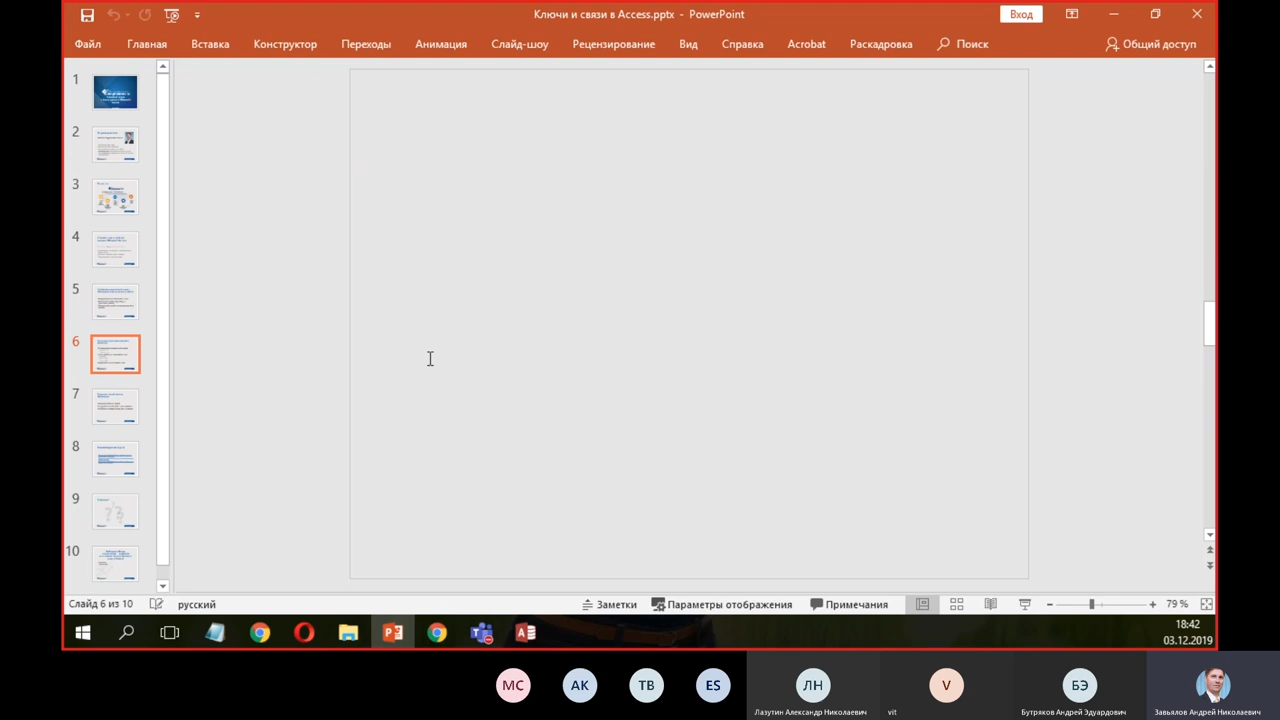 Ключи и связи в Access.pptx - PowerPoint
Вход
Файл Главная Вставка Конструктор Переходы Анимация Слайд-шоу Рецензирование Вид Справка Acrobat Раскадровка Поиск Общий доступ
1
2
3
4
5
6
7
8
9
10
Слайд 6 из 10 русский Заметки Параметры отображения Примечания 79 %
18:42
03.12.2019
МС АК ТВ ES ЛН V БЭ
Лазутин Александр Николаевич vit Бутряков Андрей Эдуардович Завьялов Андрей Николаевич